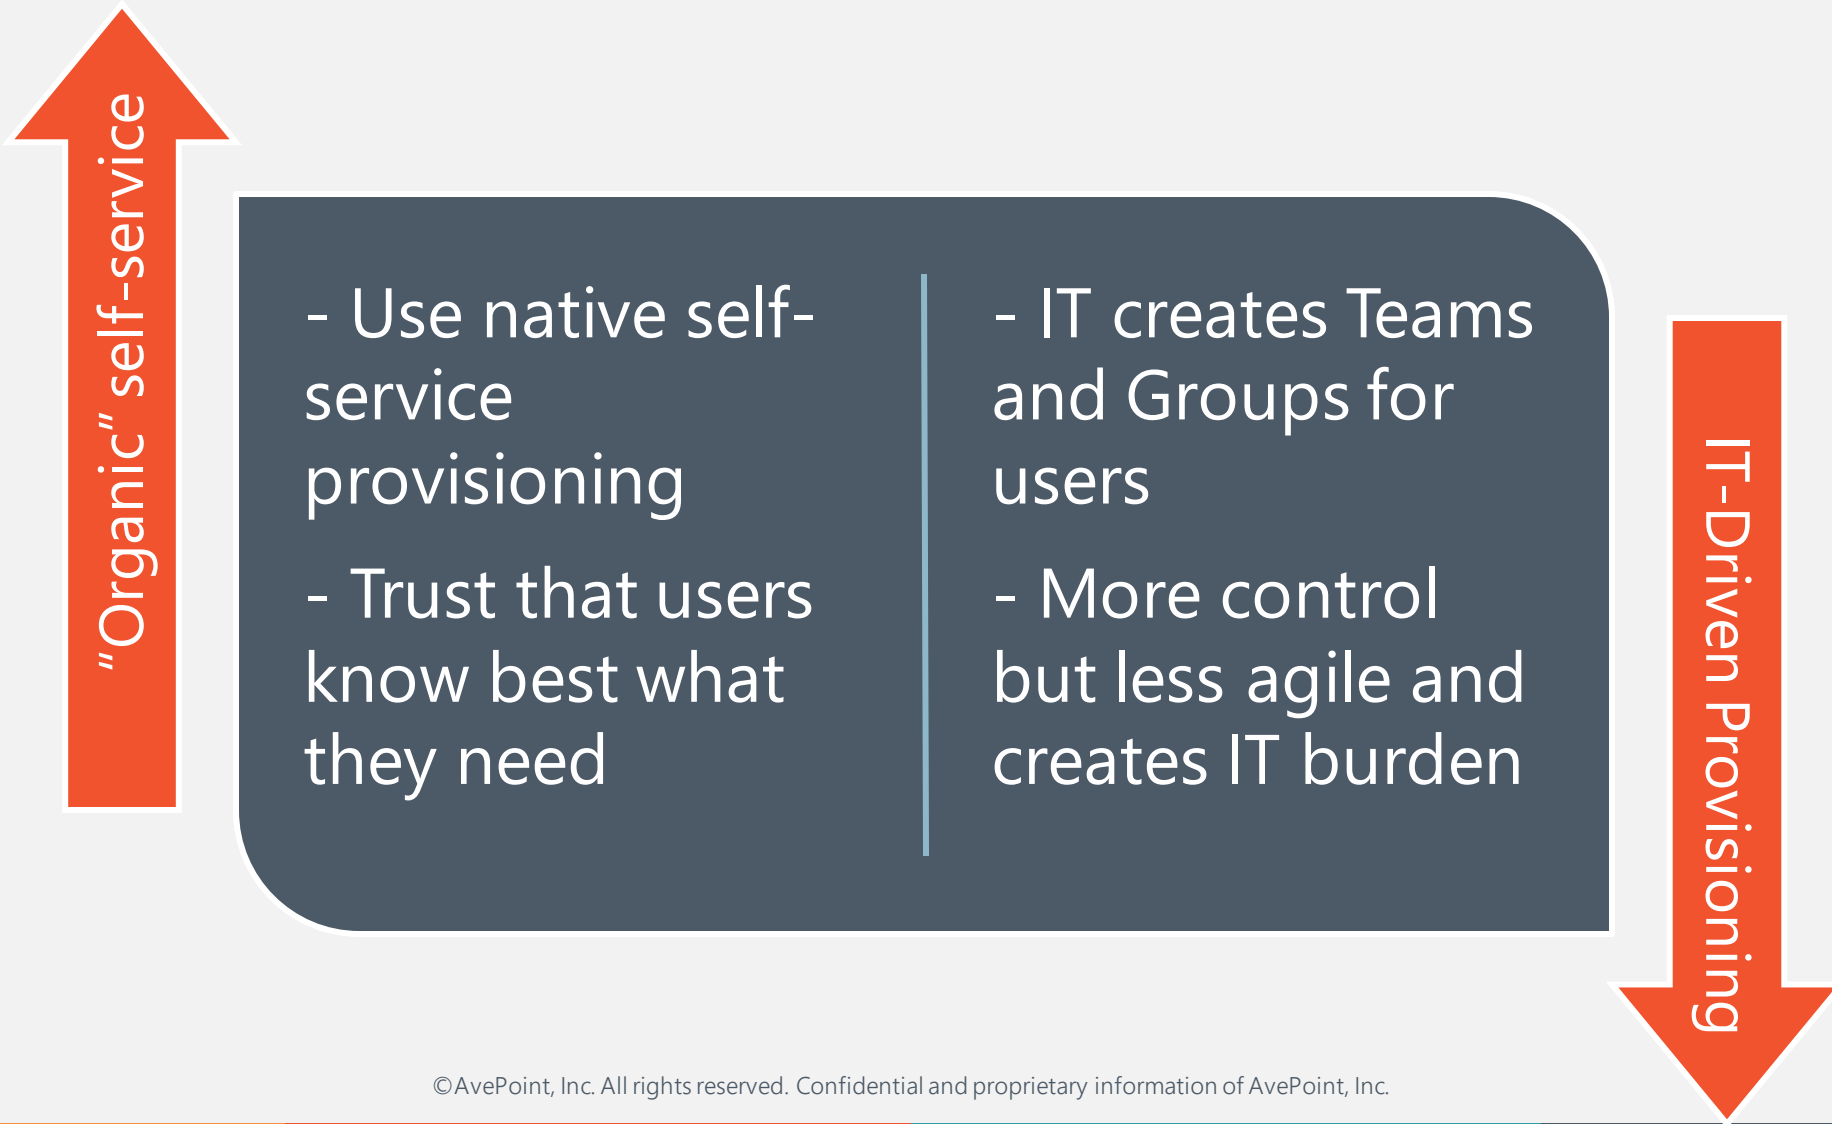 "Organic" self-service
- Use native self-
service
provisioning
- Trust that users
know best what
they need
- IT creates Teams
and Groups for
users
- More control
but less agile and
creates IT burden
IT-Driven Provisioning
©AvePoint, Inc. All rights reserved. Confidential and proprietary information of AvePoint, Inc.